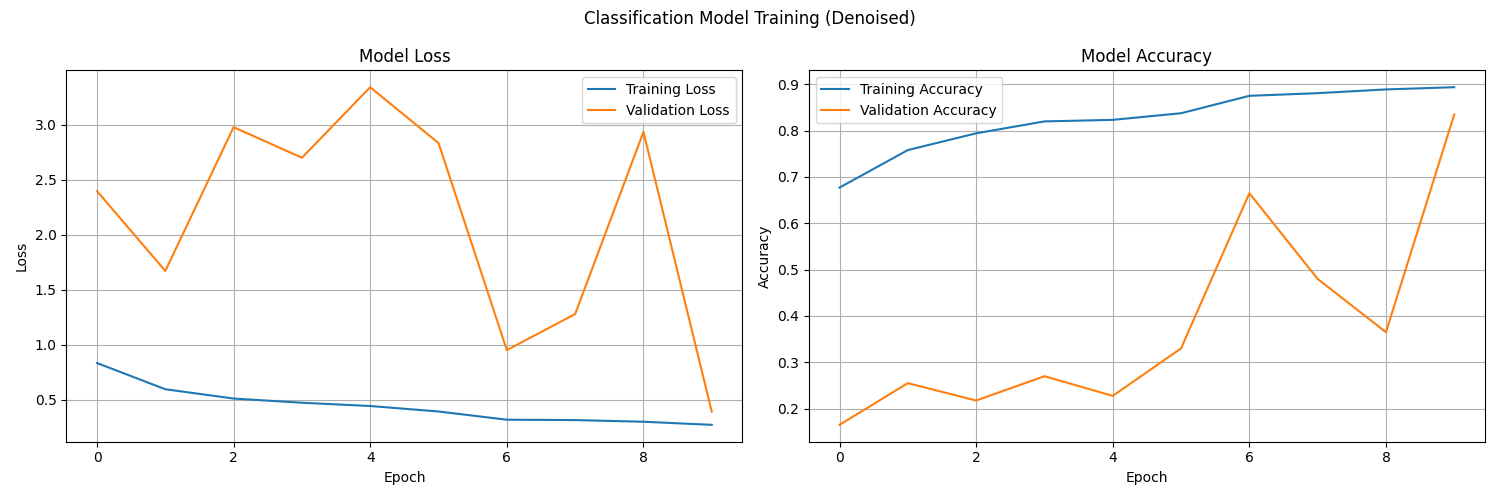 Classification Model Training (Denoised)
Model Loss
Training Loss
Validation Loss
3.0
2.5
2.0
1.5
1.0
0.5
Loss
0 2 4 6 8
Epoch
Model Accuracy
Training Accuracy
Validation Accuracy
0.9
0.8
0.7
0.6
0.5
0.4
0.3
0.2
Accuracy
0 2 4 6 8
Epoch